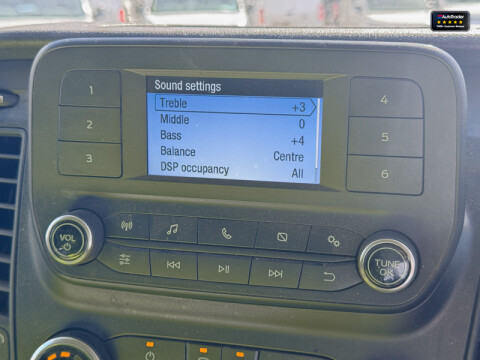 AutoTrader
Sound settings
Treble +3
Middle 0
Bass +4
Balance Centre
DSP occupancy All
1
2
3
4
5
6
VOL
TUNE
OK